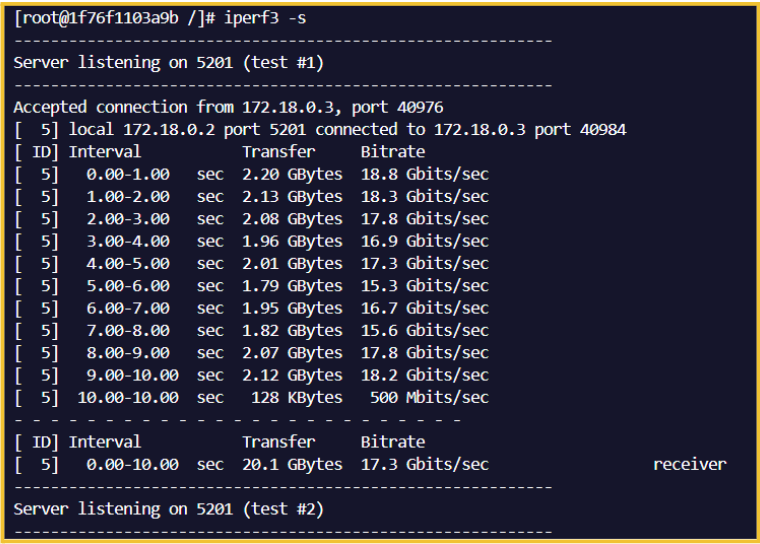 [root@1f76f1103a9b /]# iperf3 -s
-----------------------------------------------------------
Server listening on 5201 (test #1)
-----------------------------------------------------------
Accepted connection from 172.18.0.3, port 40976
[  5] local 172.18.0.2 port 5201 connected to 172.18.0.3 port 40984
[ ID] Interval           Transfer     Bitrate
[  5]   0.00-1.00   sec  2.20 GBytes  18.8 Gbits/sec
[  5]   1.00-2.00   sec  2.13 GBytes  18.3 Gbits/sec
[  5]   2.00-3.00   sec  2.08 GBytes  17.8 Gbits/sec
[  5]   3.00-4.00   sec  1.96 GBytes  16.9 Gbits/sec
[  5]   4.00-5.00   sec  2.01 GBytes  17.3 Gbits/sec
[  5]   5.00-6.00   sec  1.79 GBytes  15.3 Gbits/sec
[  5]   6.00-7.00   sec  1.95 GBytes  16.7 Gbits/sec
[  5]   7.00-8.00   sec  1.82 GBytes  15.6 Gbits/sec
[  5]   8.00-9.00   sec  2.07 GBytes  17.8 Gbits/sec
[  5]   9.00-10.00  sec  2.12 GBytes  18.2 Gbits/sec
[  5]  10.00-10.00  sec   128 KBytes   500 Mbits/sec
- - - - - - - - - - - - - - - - - - - - - - - - -
[ ID] Interval           Transfer     Bitrate
[  5]   0.00-10.00  sec  20.1 GBytes  17.3 Gbits/sec                  receiver
-----------------------------------------------------------
Server listening on 5201 (test #2)
-----------------------------------------------------------